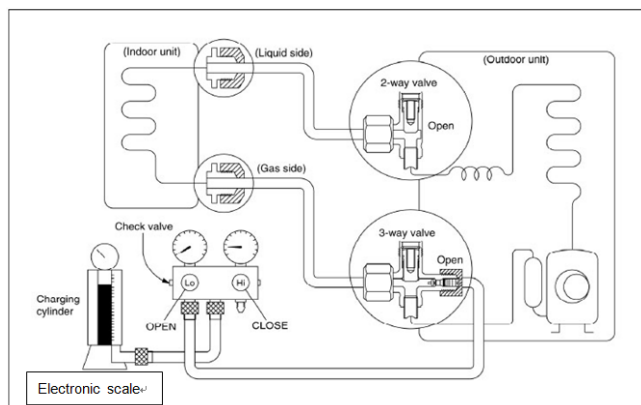 (Indoor unit)
(Liquid side)
(Outdoor unit)
2-way valve
Open
(Gas side)
Check valve
3-way valve
Open
Lo
Hi
Charging
cylinder
OPEN
CLOSE
Electronic scale